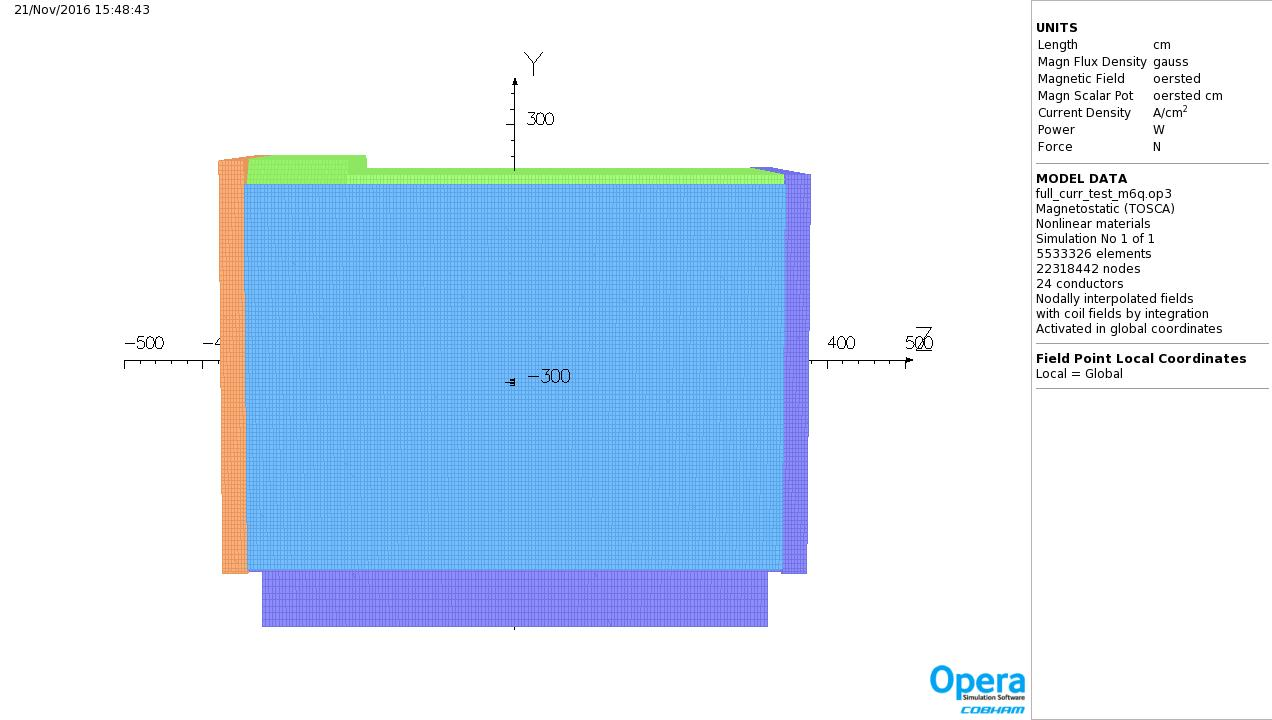 21/Nov/2016 15:48:43
Y
300
-500
-4
400
500
Z
-300
UNITS
Length cm
Magn Flux Density gauss
Magnetic Field oersted
Magn Scalar Pot oersted cm
Current Density A/cm²
Power W
Force N
MODEL DATA
full_curr_test_m6q.op3
Magnetostatic (TOSCA)
Nonlinear materials
Simulation No 1 of 1
5533326 elements
22318442 nodes
24 conductors
Nodally interpolated fields
with coil fields by integration
Activated in global coordinates
Field Point Local Coordinates
Local = Global
Opera
Simulation Software
COBHAM